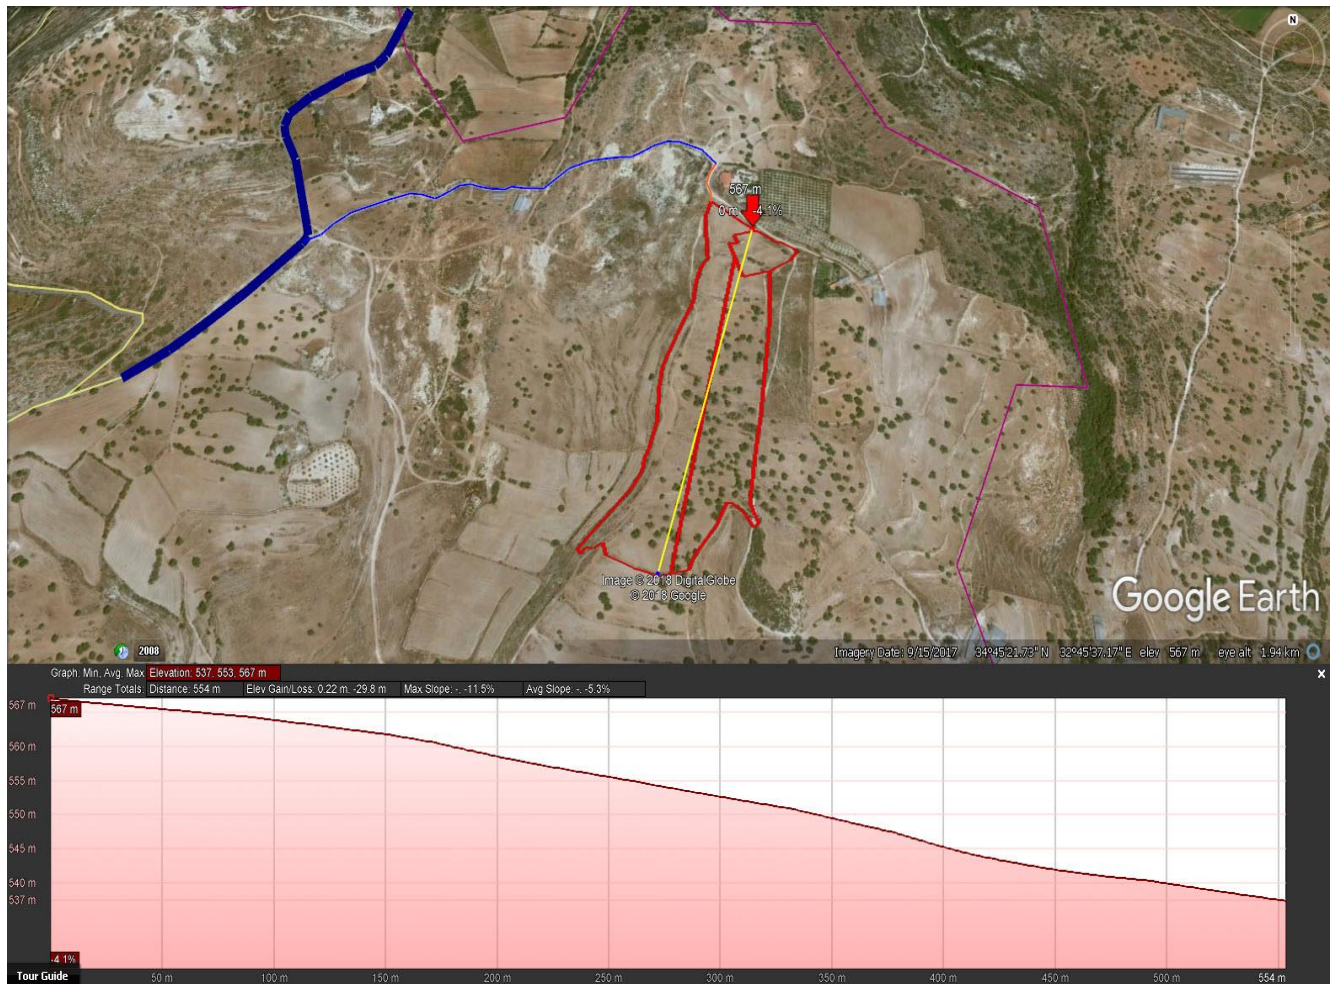 N
567 m
0 m -4.1%
Image © 2018 DigitalGlobe
© 2018 Google
Google Earth
2008
Imagery Date: 9/15/2017 34°45'21.73" N 32°45'37.17" E elev 567 m eye alt 1.94 km
Graph: Min, Avg, Max Elevation: 537, 553, 567 m
x
Range Totals: Distance: 554 m Elev Gain/Loss: 0.22 m, -29.8 m Max Slope: -, -11.5% Avg Slope: -, -5.3%
567 m
567 m
560 m
555 m
550 m
545 m
540 m
537 m
-4.1%
Tour Guide
50 m 100 m 150 m 200 m 250 m 300 m 350 m 400 m 450 m 500 m 554 m